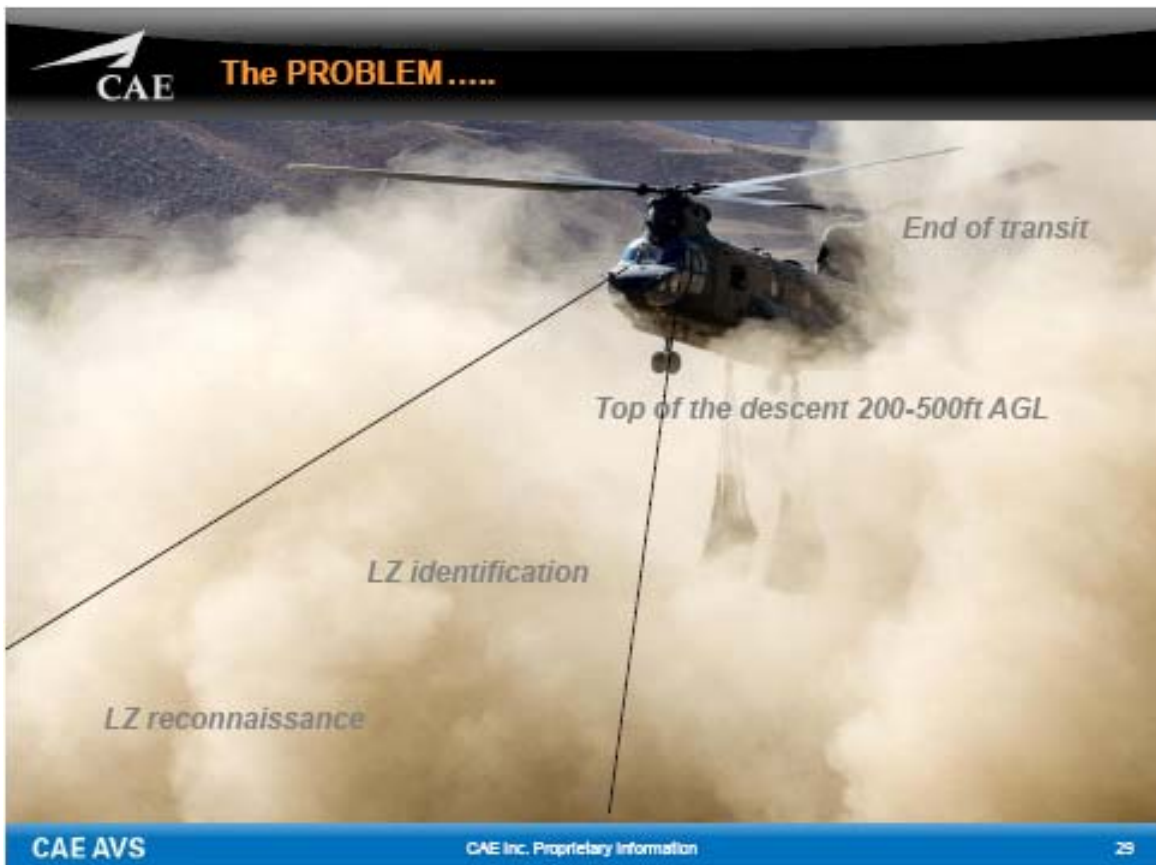 CAE
The PROBLEM.....
End of transit
Top of the descent 200-500ft AGL
LZ identification
LZ reconnaissance
CAE AVS
CAE Inc. Proprietary Information
29